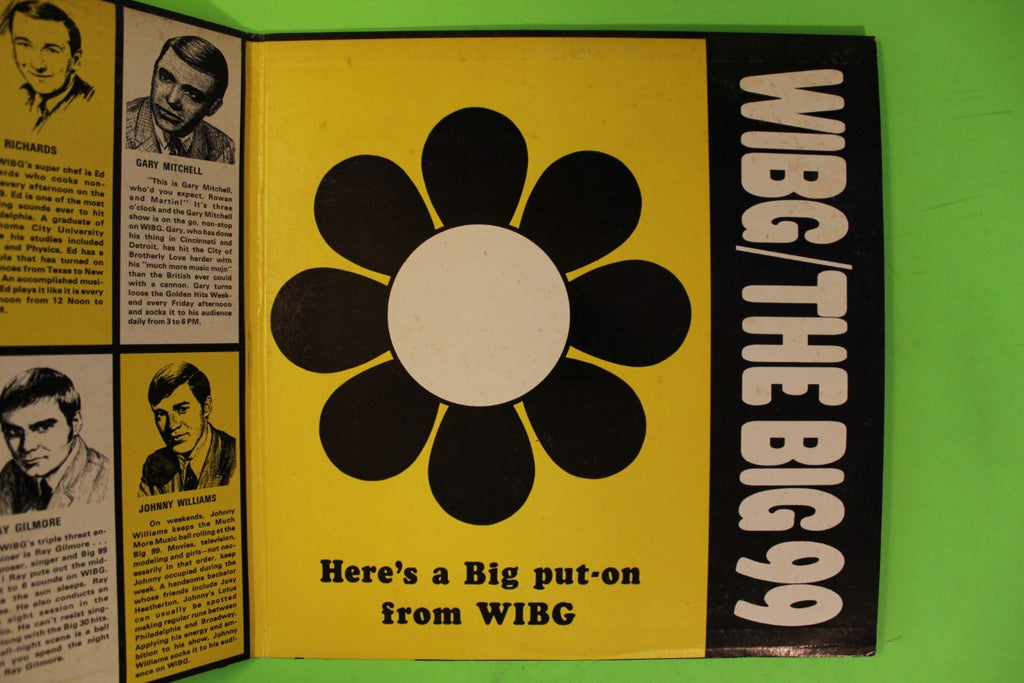 RICHARDS
WIBG's super chef is Ed
ards who cooks non-
every afternoon on the
9. Ed is one of the most
ng sounds ever to hit
delphia. A graduate of
home City University
e his studies included
and Physics, Ed has a
ula that has turned on
nces from Texas to New
An accomplished musi-
Ed plays it like it is every
noon from 12 Noon to
M.
GARY MITCHELL
"This is Gary Mitchell,
who'd you expect, Rowan
and Martin!" It's three
o'clock and the Gary Mitchell
show is on the go, non-stop
on WIBG. Gary, who has done
his thing in Cincinnati and
Detroit, has hit the City of
Brotherly Love harder with
his "much more music mojo"
than the British ever could
with a cannon. Gary turns
loose the Golden Hits Week-
end every Friday afternoon
and socks it to his audience
daily from 3 to 6 PM.
AY GILMORE
WIBG's triple threat en-
iner is Ray Gilmore . . .
poser, singer and Big 99
! Ray puts out the mid-
to 6 sounds on WIBG.
e the sun sleeps, Ray
He also conducts an
night session in the
io. He can't resist sing-
long with the Big 30 hits.
all-night scene is a ball
n you spend the night
Ray Gilmore.
JOHNNY WILLIAMS
On weekends, Johnny
Williams keeps the Much
More Music ball rolling at the
Big 99. Movies, television,
modeling and girls—not nec-
essarily in that order, keep
Johnny occupied during the
week. A handsome bachelor
whose friends include Joey
Heatherton, Johnny's Lotus
can usually be spotted
making regular runs between
Philadelphia and Broadway.
Applying his energy and am-
bition to his show, Johnny
Williams socks it to his audi-
ence on WIBG.
Here's a Big put-on
from WIBG
WIBG/THE BIG 99